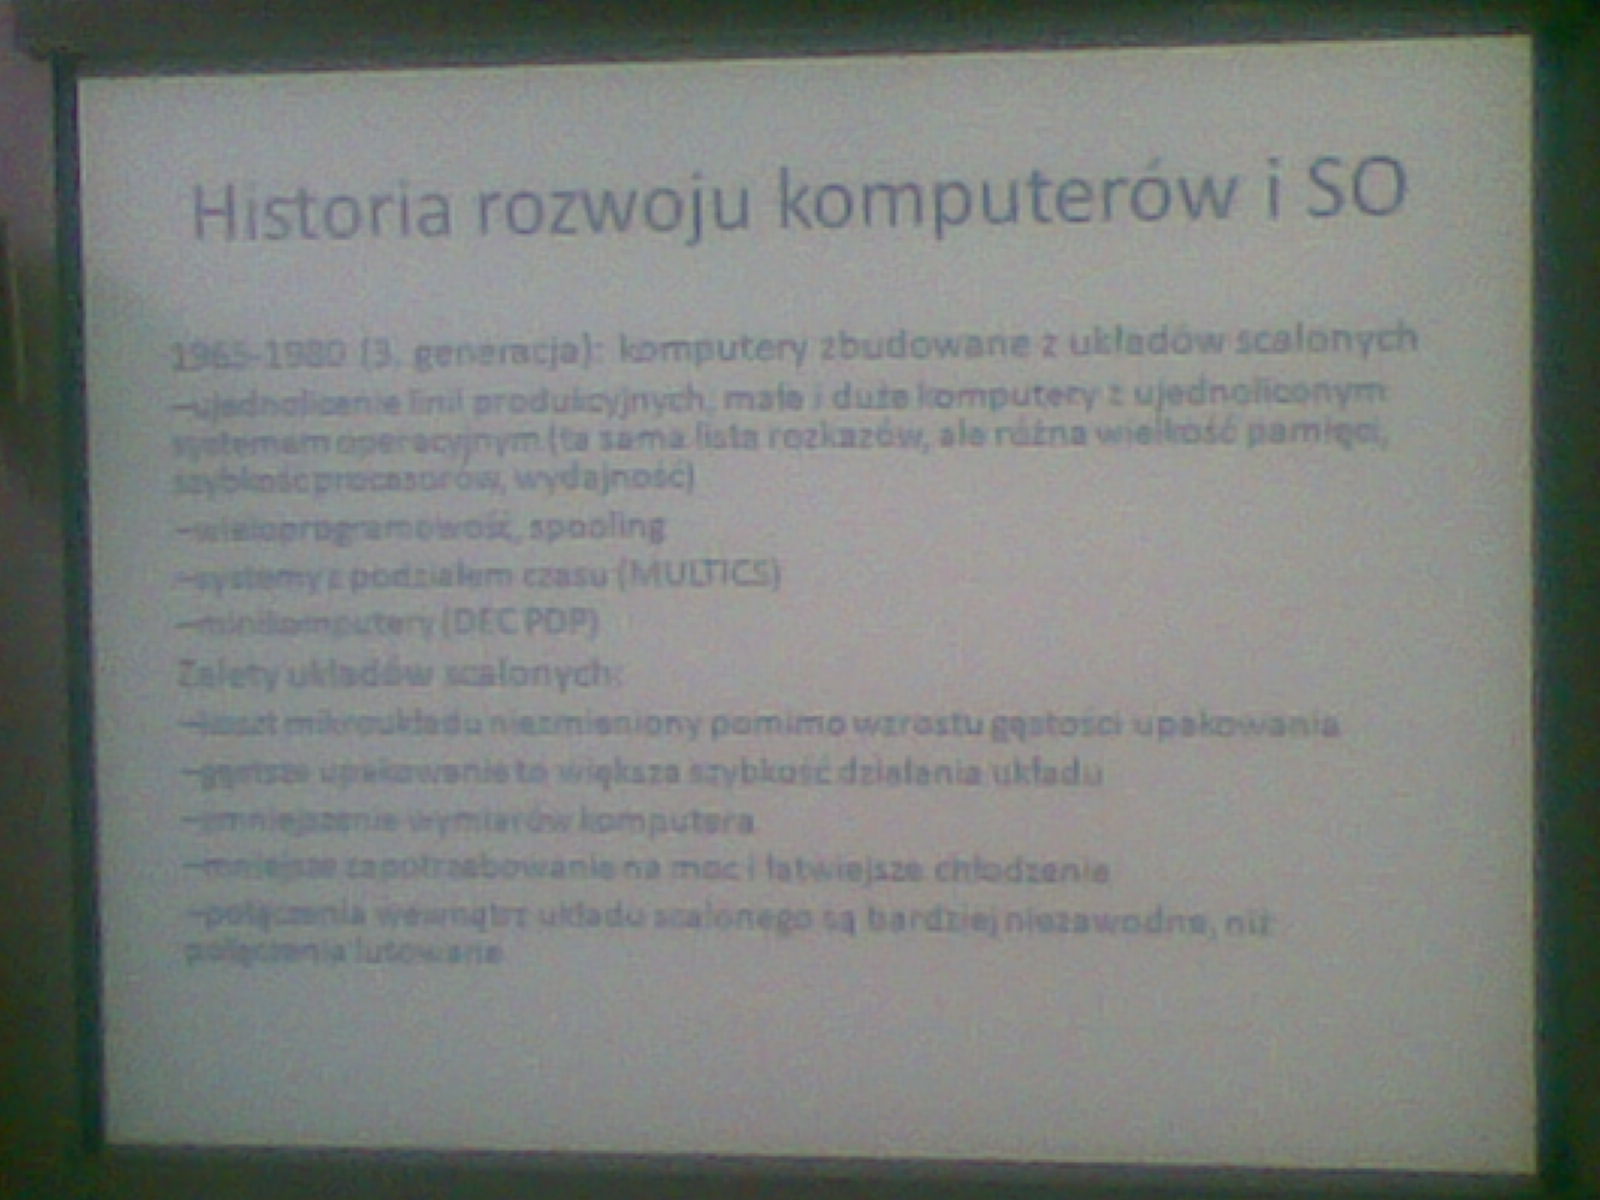 Historia rozwoju komputerów i SO
1965-1980 (3. generacja): komputery zbudowane z układów scalonych
–ujednolicenie linii produkcyjnych, małe i duże komputery z ujednoliconym
systemem operacyjnym (ta sama lista rozkazów, ale różna wielkość pamięci,
szybkość procesorów, wydajność)
–wieloprogramowość, spooling
–systemy z podziałem czasu (MULTICS)
–minikomputery (DEC PDP)
Zalety układów scalonych:
–koszt mikroukładu niezmieniony pomimo wzrostu gęstości upakowania
–gęstsze upakowanie to większa szybkość działania układu
–zmniejszenie wymiarów komputera
–mniejsze zapotrzebowanie na moc i łatwiejsze chłodzenie
–połączenia wewnątrz układu scalonego są bardziej niezawodne, niż
połączenia lutowane